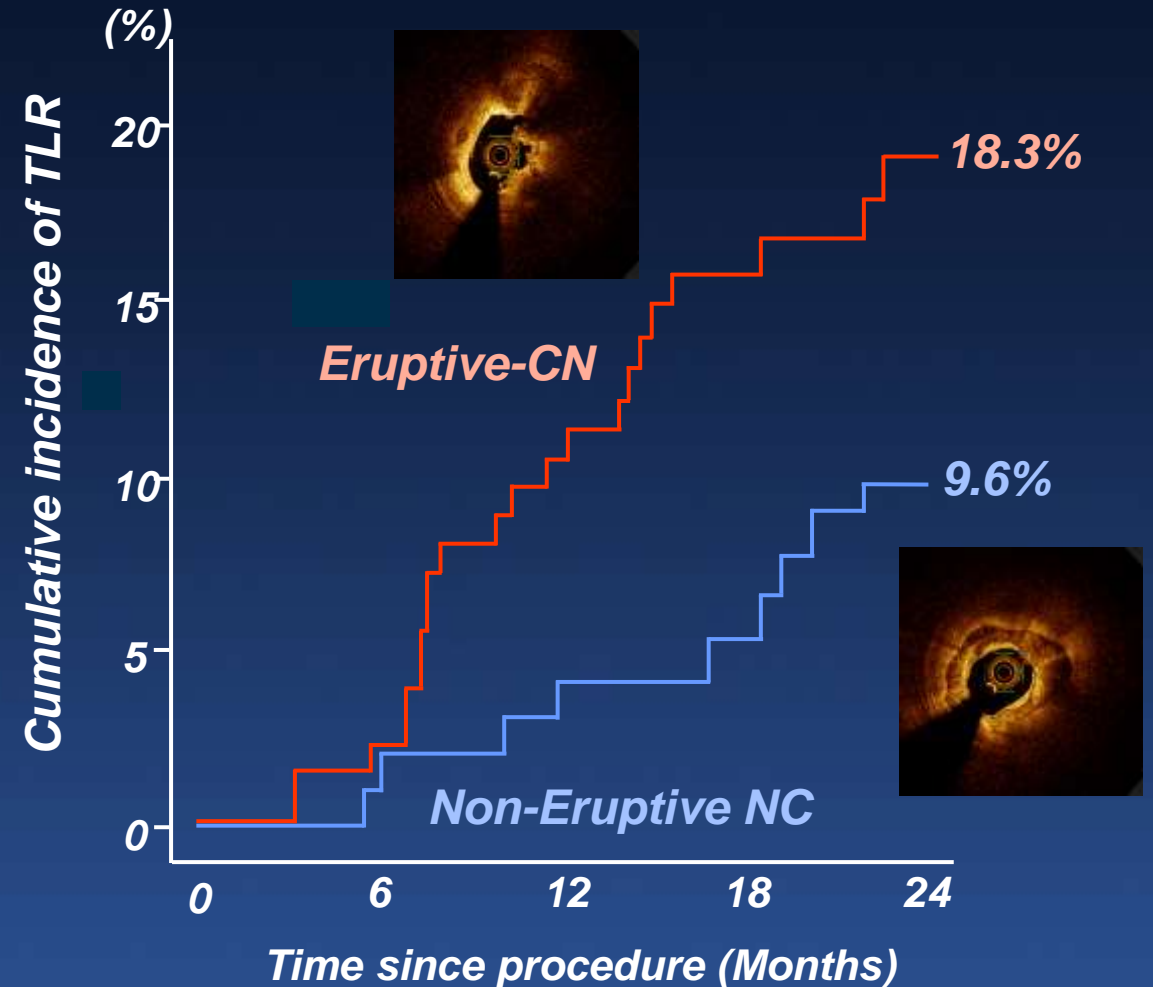 (%)
Cumulative incidence of TLR
20
15
10
5
0
18.3%
Eruptive-CN
9.6%
Non-Eruptive NC
0 6 12 18 24
Time since procedure (Months)